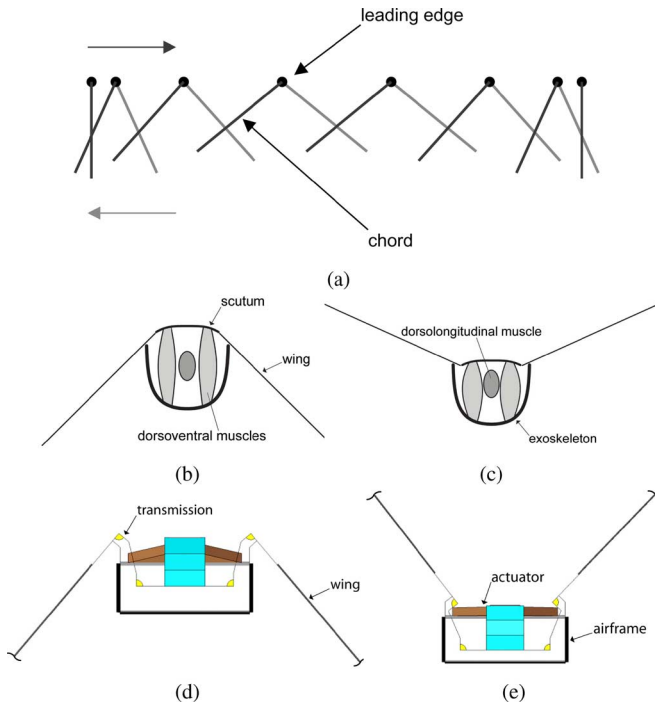 leading edge
chord
(a)
scutum
wing
dorsoventral muscles
(b)
dorsolongitudinal muscle
exoskeleton
(c)
transmission
wing
(d)
actuator
airframe
(e)